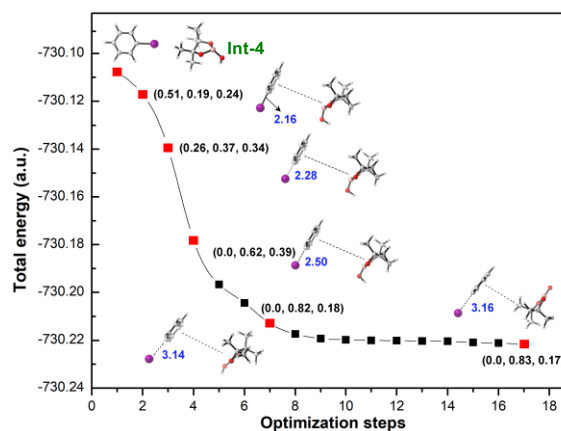 Int-4
-730.10
(0.51, 0.19, 0.24)
-730.12
2.16
(0.26, 0.37, 0.34)
-730.14
2.28
-730.16
Total energy (a.u.)
-730.18
(0.0, 0.62, 0.39)
2.50
-730.20
(0.0, 0.82, 0.18)
3.16
-730.22
3.14
(0.0, 0.83, 0.17
-730.24
0 2 4 6 8 10 12 14 16 18
Optimization steps